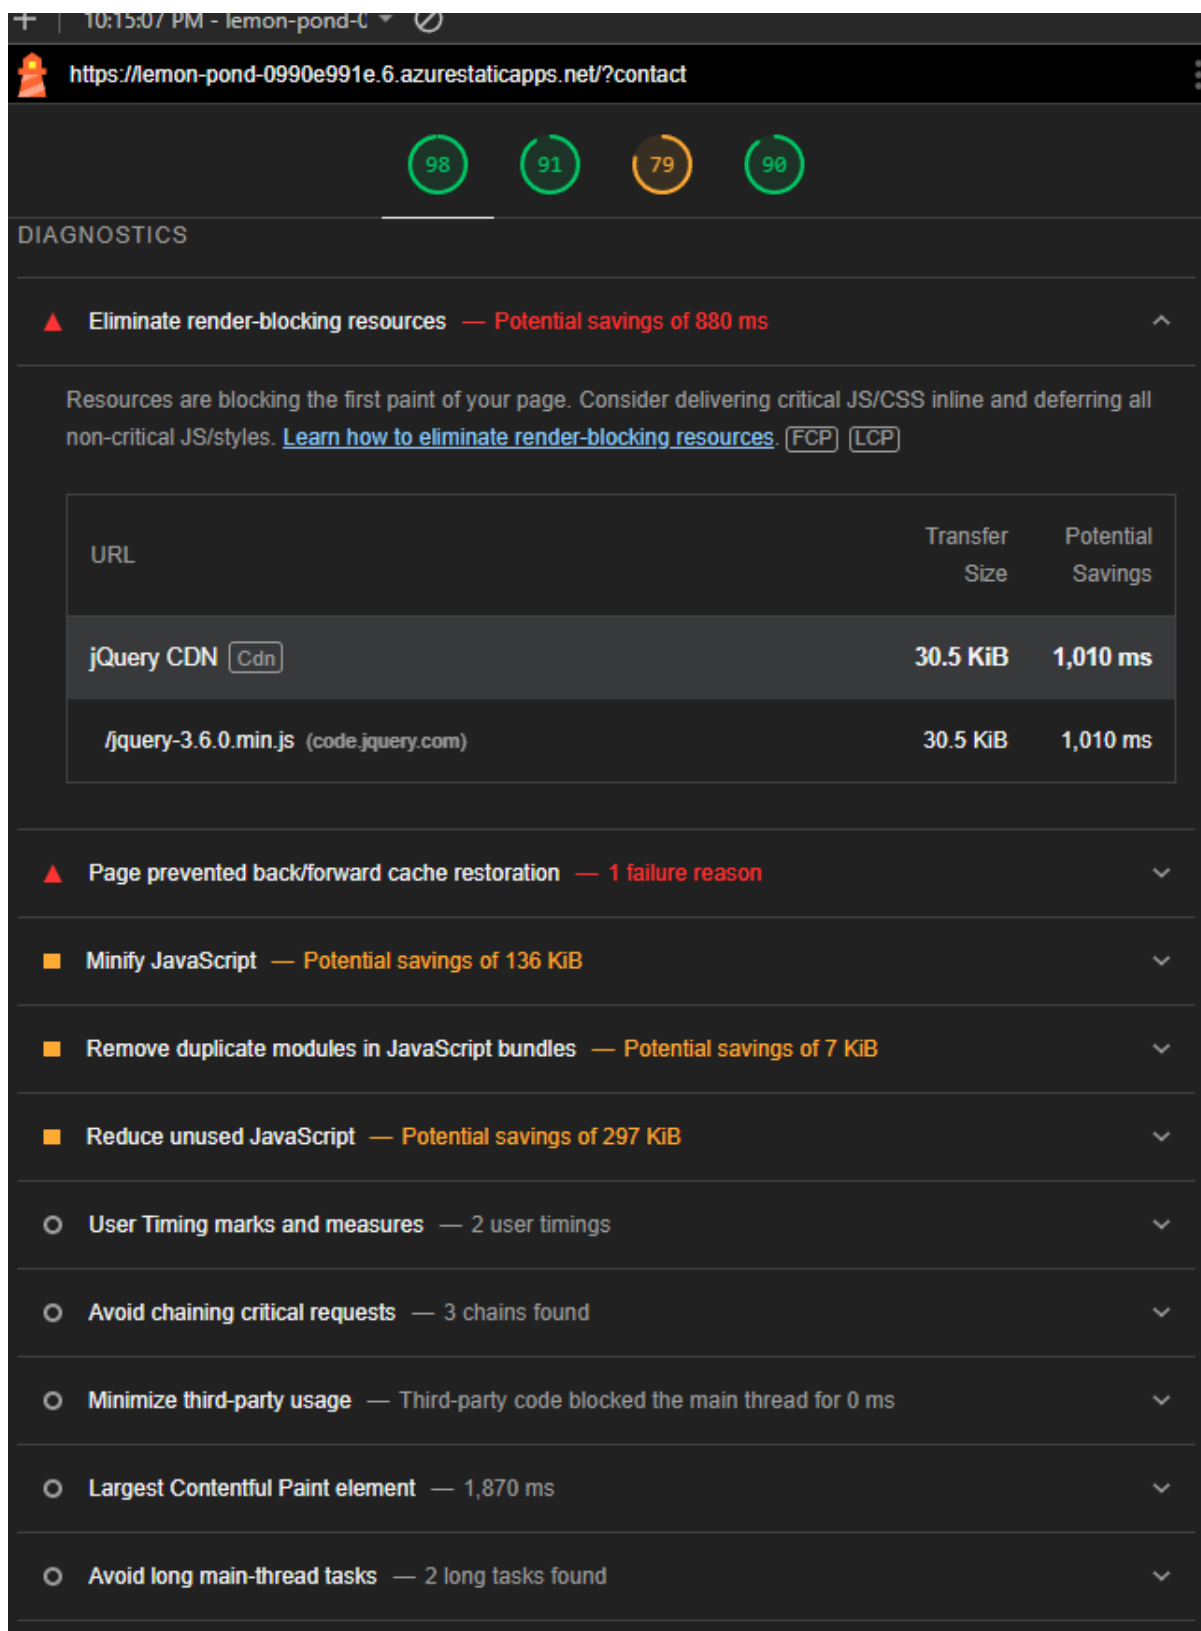 10:15:07 PM - lemon-pond-0
https://lemon-pond-0990e991e.6.azurestaticapps.net/?contact
98 91 79 90
DIAGNOSTICS
Eliminate render-blocking resources — Potential savings of 880 ms
Resources are blocking the first paint of your page. Consider delivering critical JS/CSS inline and deferring all
non-critical JS/styles. Learn how to eliminate render-blocking resources. FCP LCP
URL Transfer Size Potential Savings
jQuery CDN Cdn 30.5 KiB 1,010 ms
/jquery-3.6.0.min.js (code.jquery.com) 30.5 KiB 1,010 ms
Page prevented back/forward cache restoration — 1 failure reason
Minify JavaScript — Potential savings of 136 KiB
Remove duplicate modules in JavaScript bundles — Potential savings of 7 KiB
Reduce unused JavaScript — Potential savings of 297 KiB
User Timing marks and measures — 2 user timings
Avoid chaining critical requests — 3 chains found
Minimize third-party usage — Third-party code blocked the main thread for 0 ms
Largest Contentful Paint element — 1,870 ms
Avoid long main-thread tasks — 2 long tasks found